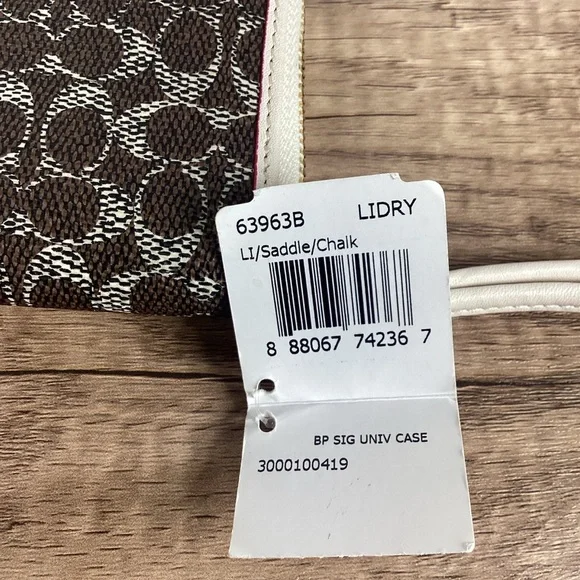 63963B LIDRY
LI/Saddle/Chalk
8 88067 74236 7
BP SIG UNIV CASE
3000100419